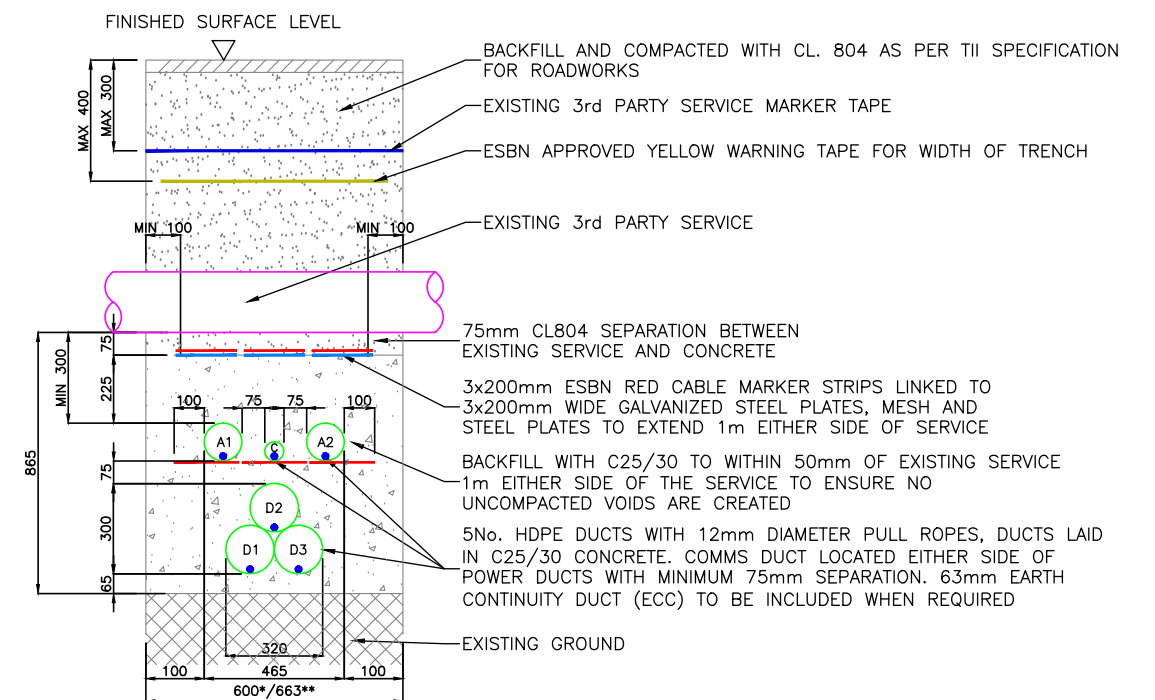 FINISHED SURFACE LEVEL
BACKFILL AND COMPACTED WITH CL. 804 AS PER TII SPECIFICATION
FOR ROADWORKS
MAX 400
MAX 300
EXISTING 3rd PARTY SERVICE MARKER TAPE
ESBN APPROVED YELLOW WARNING TAPE FOR WIDTH OF TRENCH
EXISTING 3rd PARTY SERVICE
MIN 100
MIN 100
75mm CL804 SEPARATION BETWEEN
EXISTING SERVICE AND CONCRETE
75
MIN 300
225
3x200mm ESBN RED CABLE MARKER STRIPS LINKED TO
3x200mm WIDE GALVANIZED STEEL PLATES, MESH AND
STEEL PLATES TO EXTEND 1m EITHER SIDE OF SERVICE
100
75
75
100
A1
C
A2
BACKFILL WITH C25/30 TO WITHIN 50mm OF EXISTING SERVICE
1m EITHER SIDE OF THE SERVICE TO ENSURE NO
UNCOMPACTED VOIDS ARE CREATED
865
75
D2
300
D1
D3
5No. HDPE DUCTS WITH 12mm DIAMETER PULL ROPES, DUCTS LAID
IN C25/30 CONCRETE. COMMS DUCT LOCATED EITHER SIDE OF
POWER DUCTS WITH MINIMUM 75mm SEPARATION. 63mm EARTH
CONTINUITY DUCT (ECC) TO BE INCLUDED WHEN REQUIRED
65
EXISTING GROUND
320
100
465
100
600*/663**